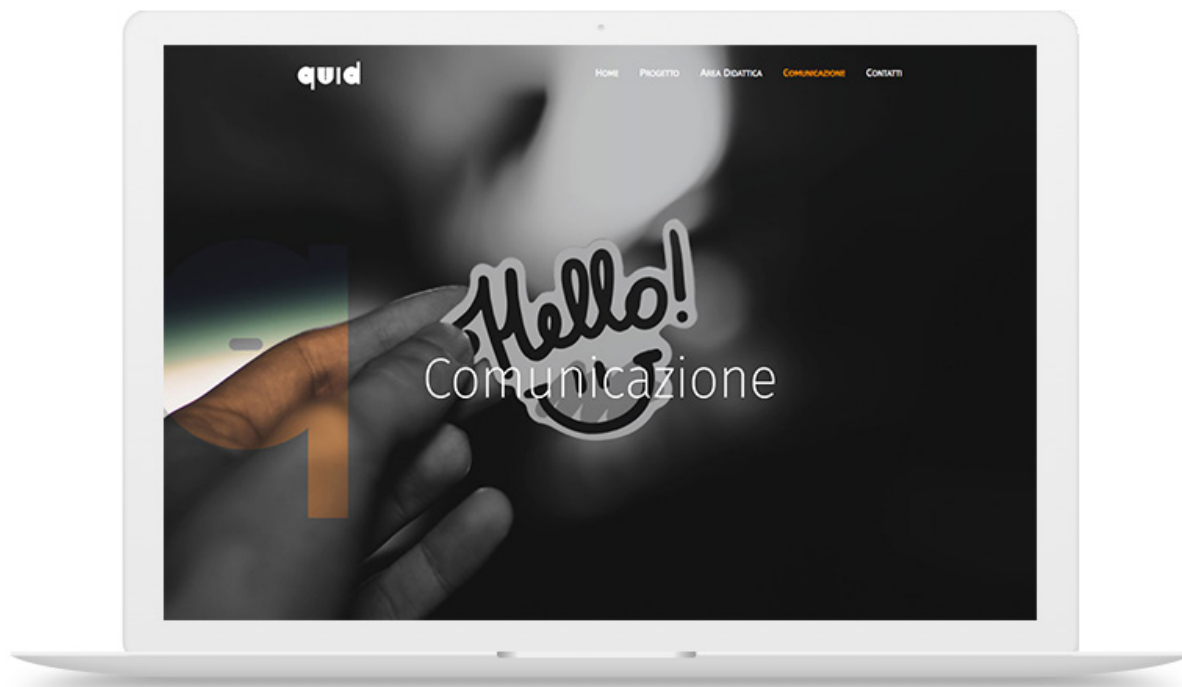 quid
Home Progetto Area Didattica Comunicazione Contatti
Hello!
Comunicazione
q